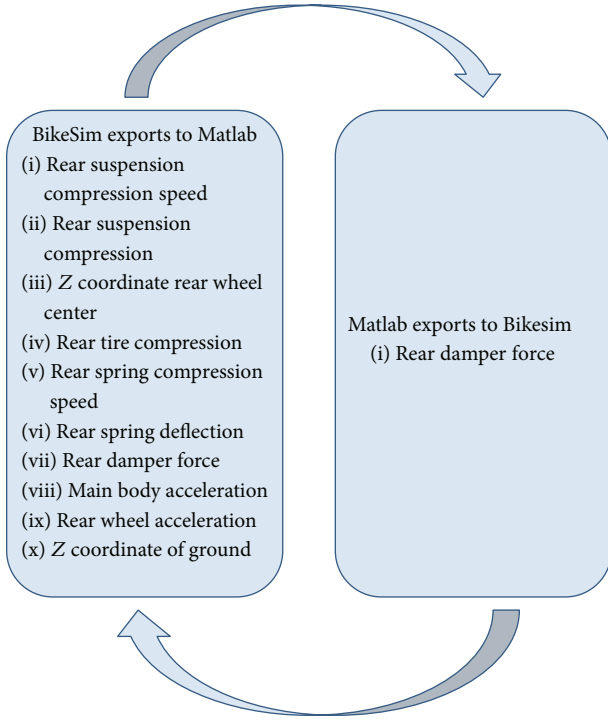 BikeSim exports to Matlab
(i) Rear suspension
compression speed
(ii) Rear suspension
compression
(iii) Z coordinate rear wheel
center
(iv) Rear tire compression
(v) Rear spring compression
speed
(vi) Rear spring deflection
(vii) Rear damper force
(viii) Main body acceleration
(ix) Rear wheel acceleration
(x) Z coordinate of ground
Matlab exports to Bikesim
(i) Rear damper force